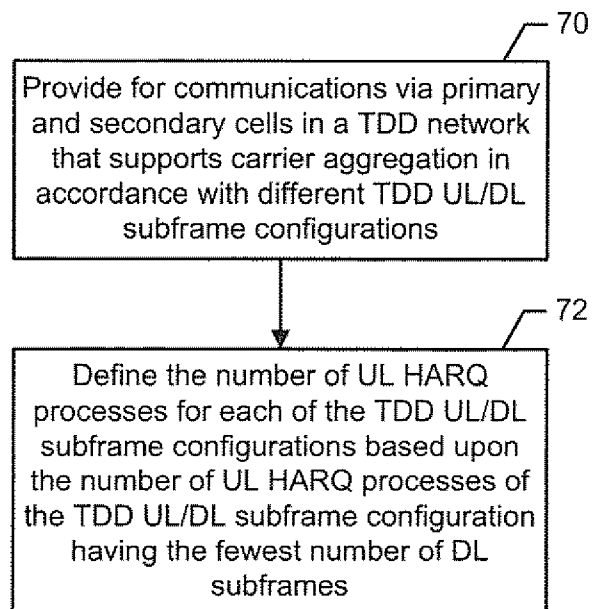 70
Provide for communications via primary
and secondary cells in a TDD network
that supports carrier aggregation in
accordance with different TDD UL/DL
subframe configurations
72
Define the number of UL HARQ
processes for each of the TDD UL/DL
subframe configurations based upon
the number of UL HARQ processes of
the TDD UL/DL subframe configuration
having the fewest number of DL
subframes